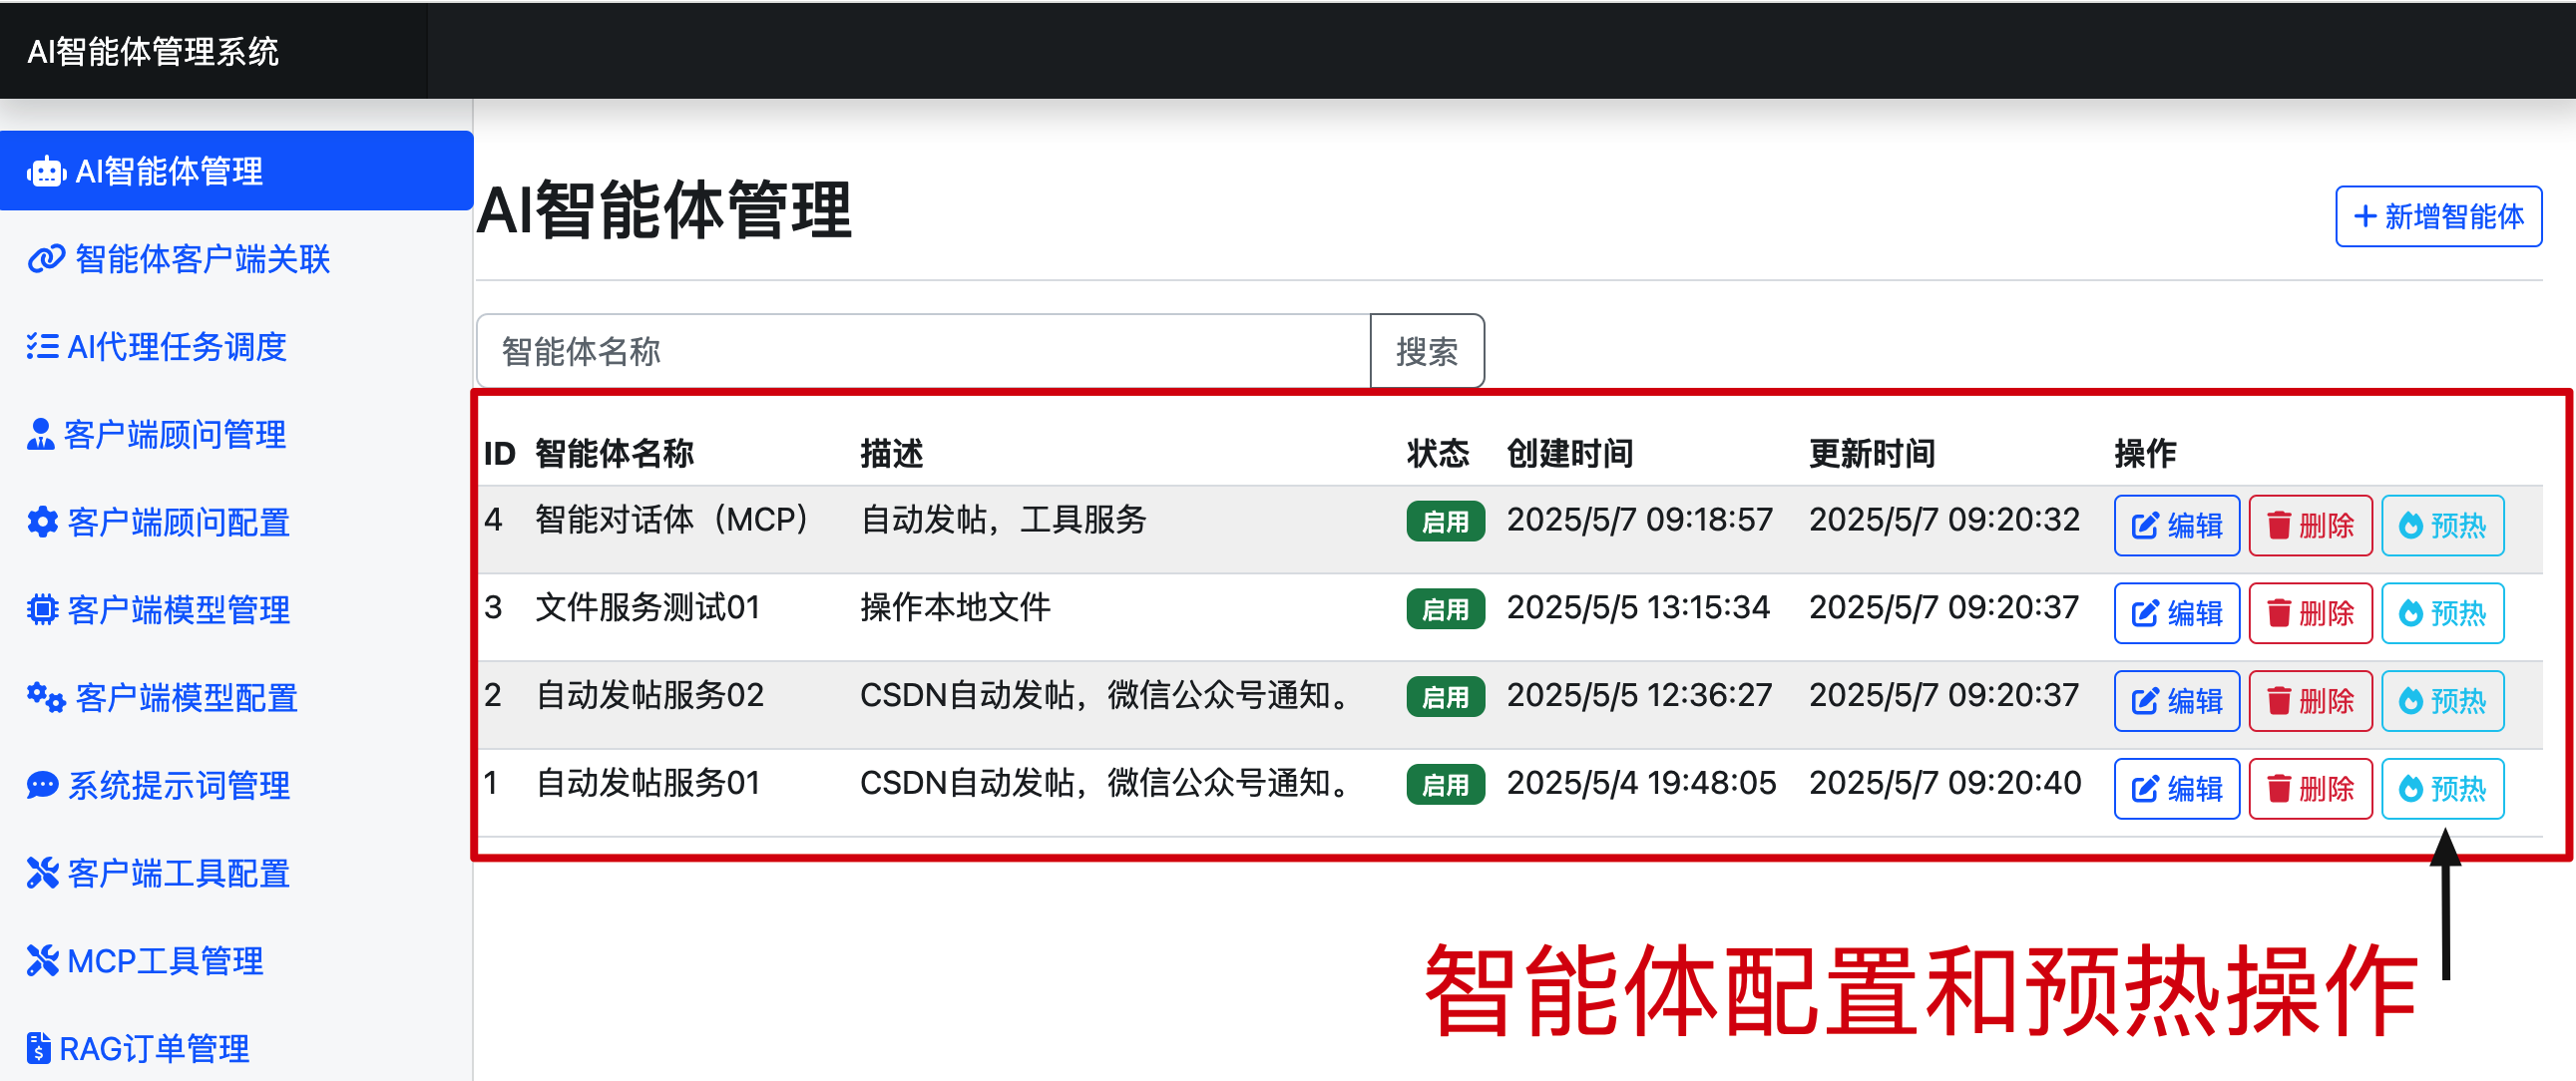 AI智能体管理系统
AI智能体管理
智能体客户端关联
AI代理任务调度
客户端顾问管理
客户端顾问配置
客户端模型管理
客户端模型配置
系统提示词管理
客户端工具配置
MCP工具管理
RAG订单管理
AI智能体管理
新增智能体
智能体名称 搜索
ID 智能体名称 描述 状态 创建时间 更新时间 操作
4 智能对话体（MCP） 自动发帖，工具服务 启用 2025/5/7 09:18:57 2025/5/7 09:20:32 编辑 删除 预热
3 文件服务测试01 操作本地文件 启用 2025/5/5 13:15:34 2025/5/7 09:20:37 编辑 删除 预热
2 自动发帖服务02 CSDN自动发帖，微信公众号通知。 启用 2025/5/5 12:36:27 2025/5/7 09:20:37 编辑 删除 预热
1 自动发帖服务01 CSDN自动发帖，微信公众号通知。 启用 2025/5/4 19:48:05 2025/5/7 09:20:40 编辑 删除 预热
智能体配置和预热操作